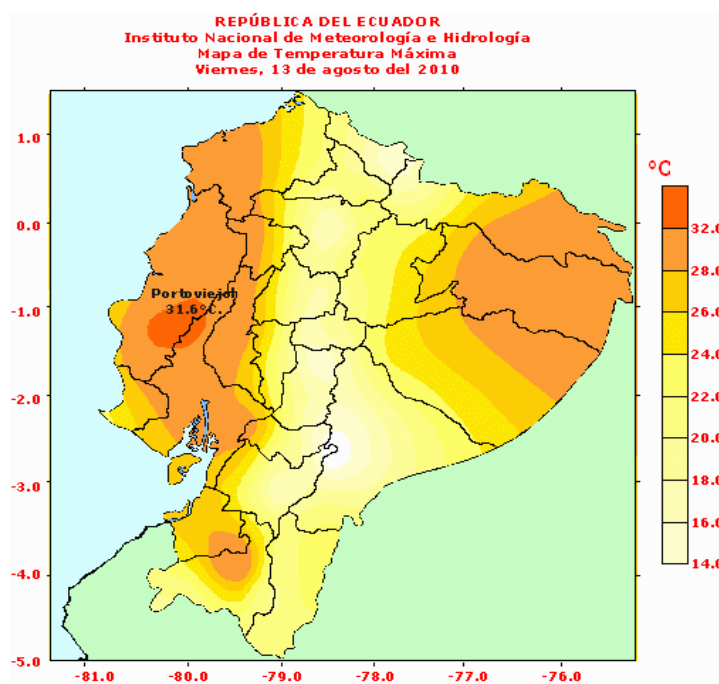 REPÚBLICA DEL ECUADOR
Instituto Nacional de Meteorología e Hidrología
Mapa de Temperatura Máxima
Viernes, 13 de agosto del 2010
°C
1.0
0.0
-1.0
-2.0
-3.0
-4.0
-5.0
Portoviejo
31.6°C.
32.0
28.0
26.0
24.0
22.0
20.0
18.0
16.0
14.0
-81.0 -80.0 -79.0 -78.0 -77.0 -76.0